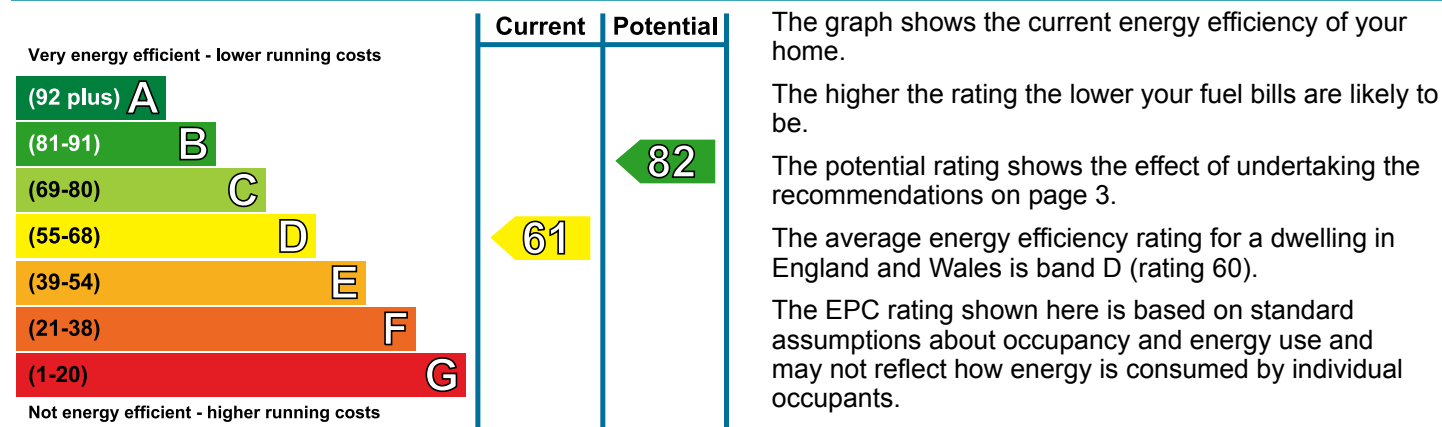 Current Potential
Very energy efficient - lower running costs
(92 plus) A
(81-91) B
(69-80) C
(55-68) D
(39-54) E
(21-38) F
(1-20) G
Not energy efficient - higher running costs
82
61
The graph shows the current energy efficiency of your
home.
The higher the rating the lower your fuel bills are likely to
be.
The potential rating shows the effect of undertaking the
recommendations on page 3.
The average energy efficiency rating for a dwelling in
England and Wales is band D (rating 60).
The EPC rating shown here is based on standard
assumptions about occupancy and energy use and
may not reflect how energy is consumed by individual
occupants.